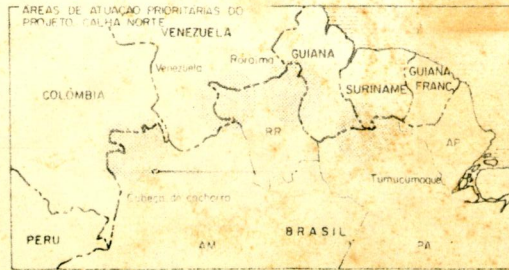 ÁREAS DE ATUAÇÃO PRIORITÁRIAS DO
PROJETO CALHA NORTE
VENEZUELA
Venezuela
Roraima
GUIANA
COLÔMBIA
SURINAME
GUIANA
FRANC.
RR
AP
Tumucumaque
Cabeça de cachorro
PERU
AM
BRASIL
PA